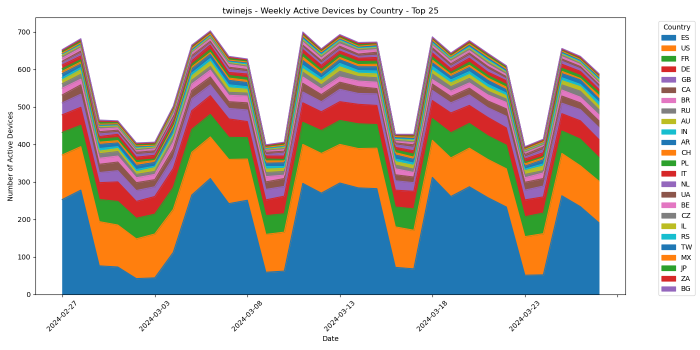 twinejs - Weekly Active Devices by Country - Top 25
Number of Active Devices
700
600
500
400
300
200
100
0
2024-02-27
2024-03-03
2024-03-08
2024-03-13
2024-03-18
2024-03-23
Date
Country
ES
US
FR
DE
GB
CA
BR
RU
AU
IN
AR
CH
PL
IT
NL
UA
BE
CZ
IL
RS
TW
MX
JP
ZA
BG